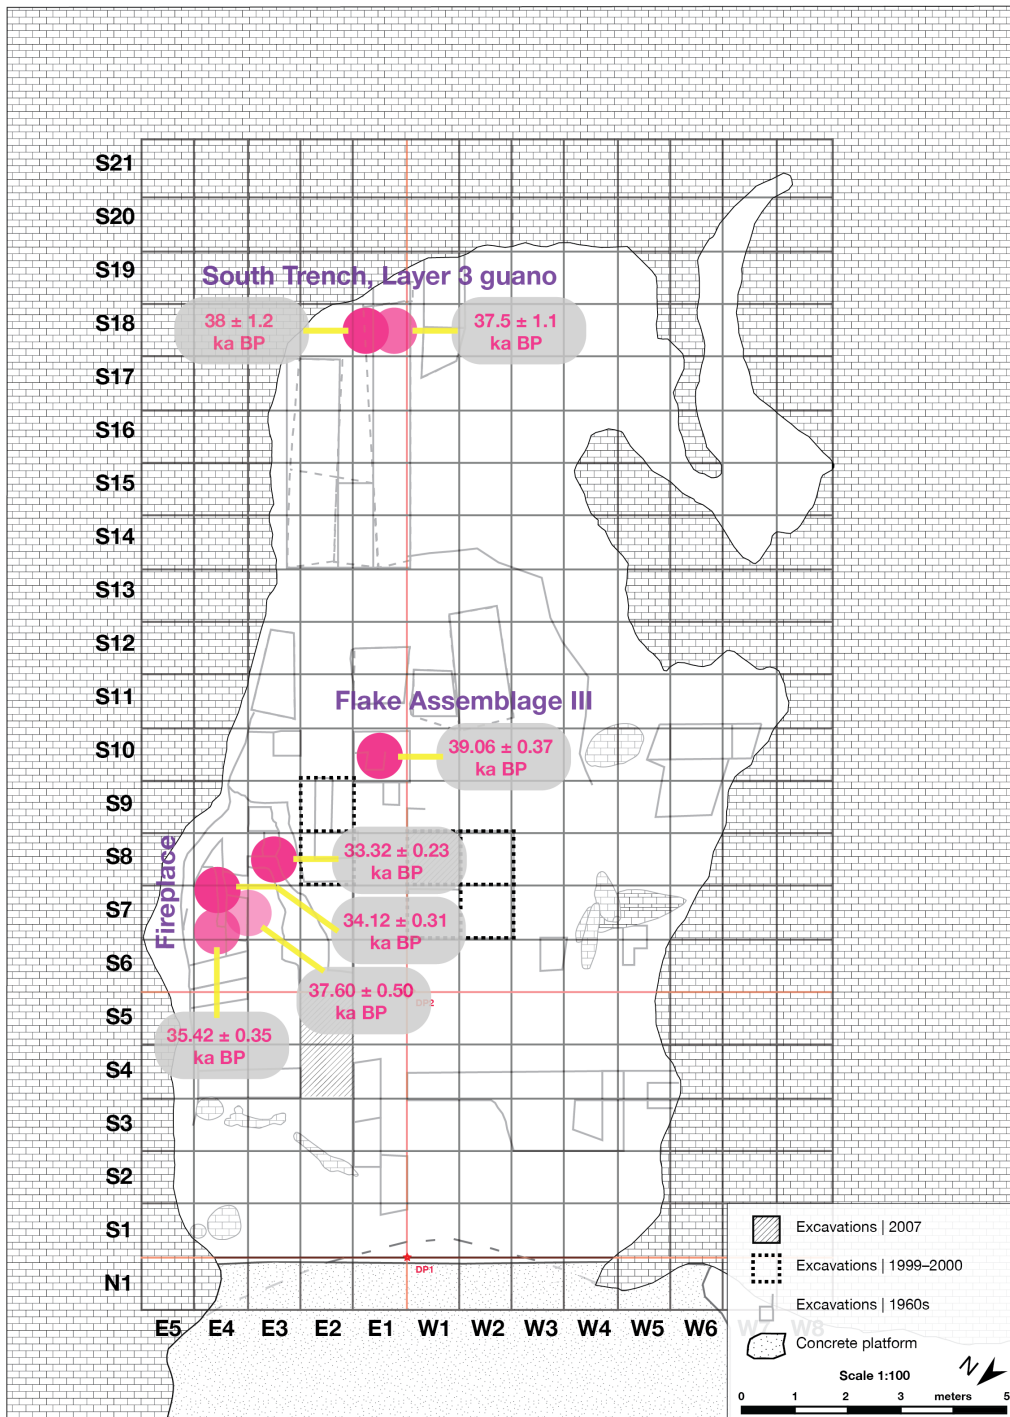 S21
S20
S19
South Trench, Layer 3 guano
S18
38 ± 1.2
ka BP
37.5 ± 1.1
ka BP
S17
S16
S15
S14
S13
S12
S11
Flake Assemblage III
S10
39.06 ± 0.37
ka BP
S9
Fireplace
S8
33.32 ± 0.23
ka BP
S7
34.12 ± 0.31
ka BP
S6
37.60 ± 0.50
ka BP
DP2
S5
35.42 ± 0.35
ka BP
S4
S3
S2
S1
DP1
N1
E5 E4 E3 E2 E1 W1 W2 W3 W4 W5 W6 W7 W8
Excavations | 2007
Excavations | 1999–2000
Excavations | 1960s
Concrete platform
Scale 1:100
N
0 1 2 3 meters 5